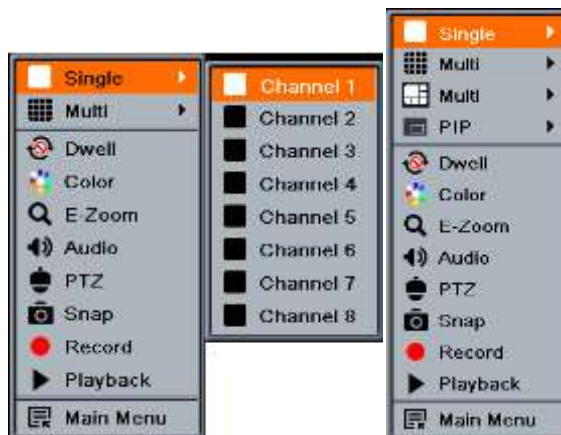 Single
Multi
Dwell
Color
E-Zoom
Audio
PTZ
Snap
Record
Playback
Main Menu
Channel 1
Channel 2
Channel 3
Channel 4
Channel 5
Channel 6
Channel 7
Channel 8
Single
Multi
Multi
PIP
Dwell
Color
E-Zoom
Audio
PTZ
Snap
Record
Playback
Main Menu